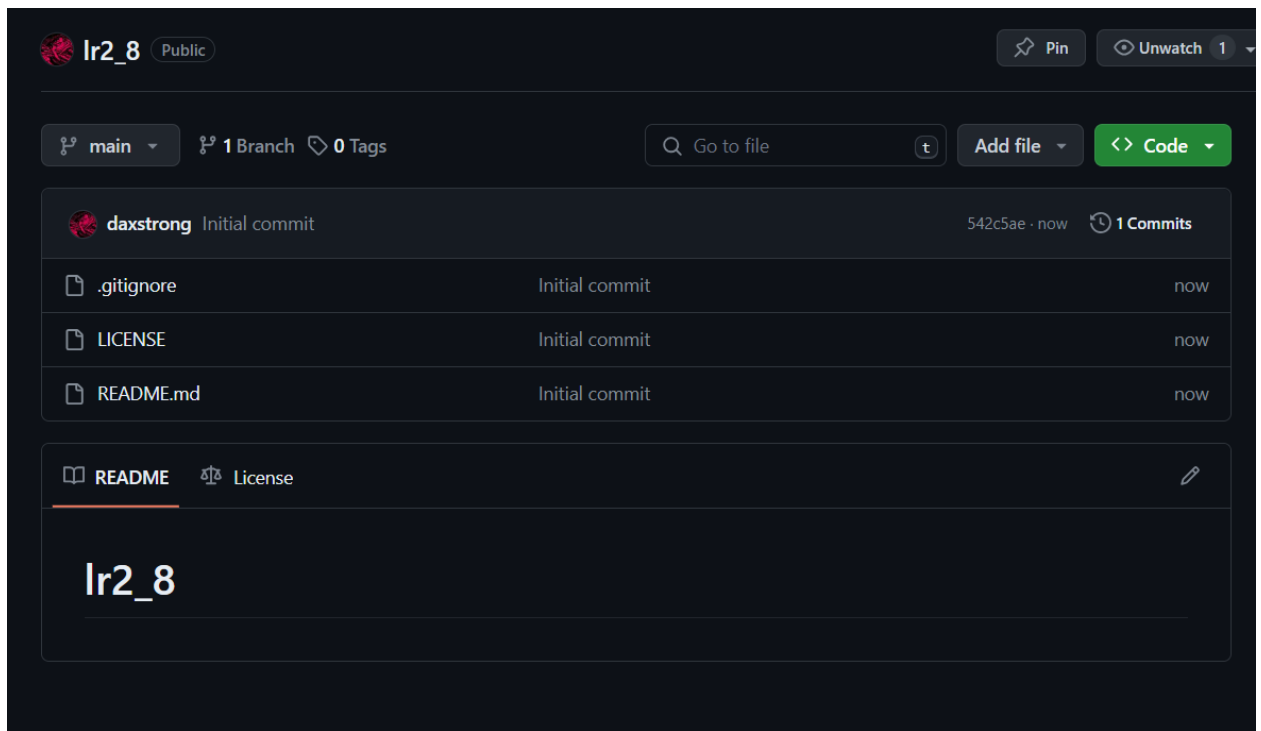 lr2_8 Public Pin Unwatch 1
main 1 Branch 0 Tags Go to file t Add file Code
daxstrong Initial commit 542c5ae · now 1 Commits
.gitignore Initial commit now
LICENSE Initial commit now
README.md Initial commit now
README License
lr2_8